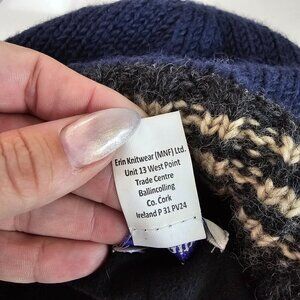 Erin Knitwear (MNF) Ltd.
Unit 13 West Point
Trade Centre
Ballincolling
Co. Cork
Ireland P 31 PV24